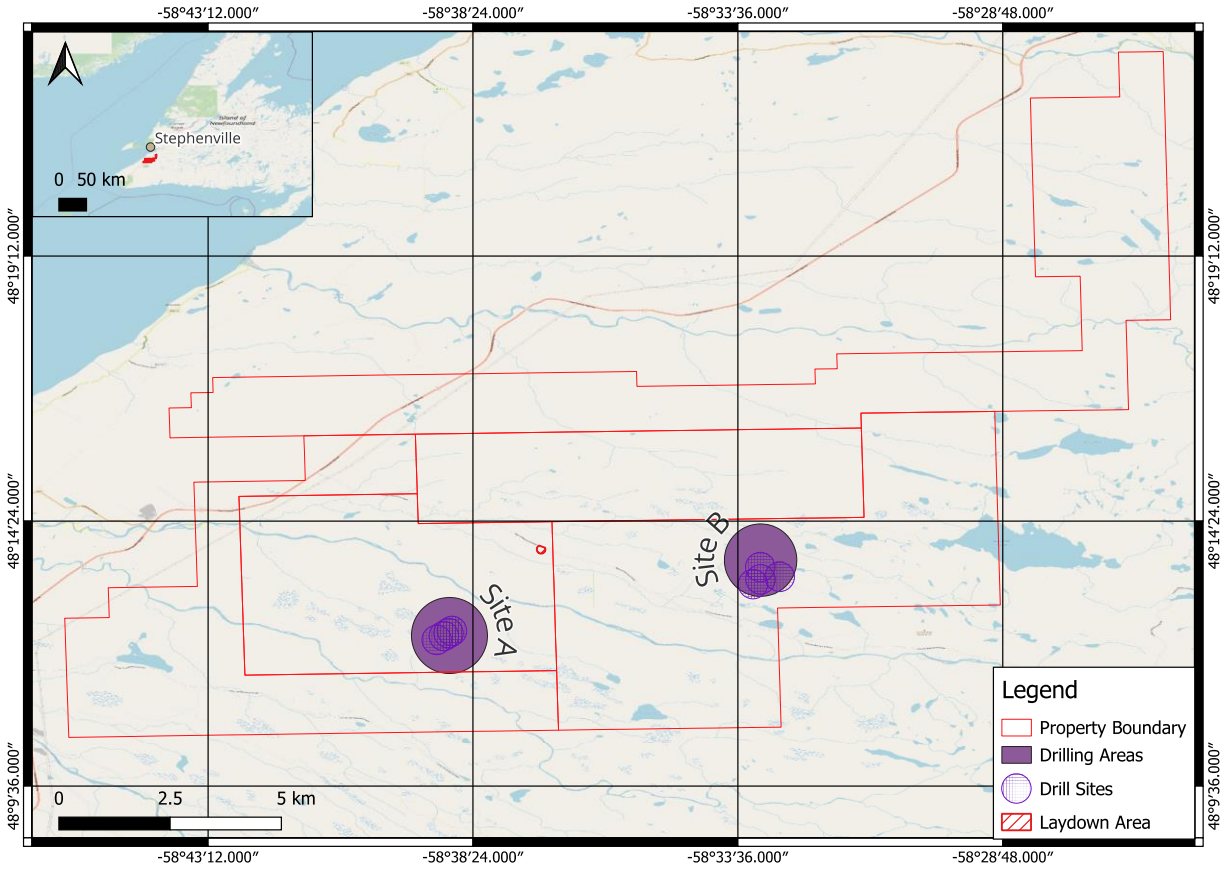 -58°43′12.000″
-58°38′24.000″
-58°33′36.000″
-58°28′48.000″
Island of
Newfoundland
Stephenville
0 50 km
48°19′12.000″
48°19′12.000″
48°14′24.000″
48°14′24.000″
Site B
Site A
Legend
Property Boundary
Drilling Areas
Drill Sites
Laydown Area
0 2.5 5 km
48°9′36.000″
48°9′36.000″
-58°43′12.000″
-58°38′24.000″
-58°33′36.000″
-58°28′48.000″